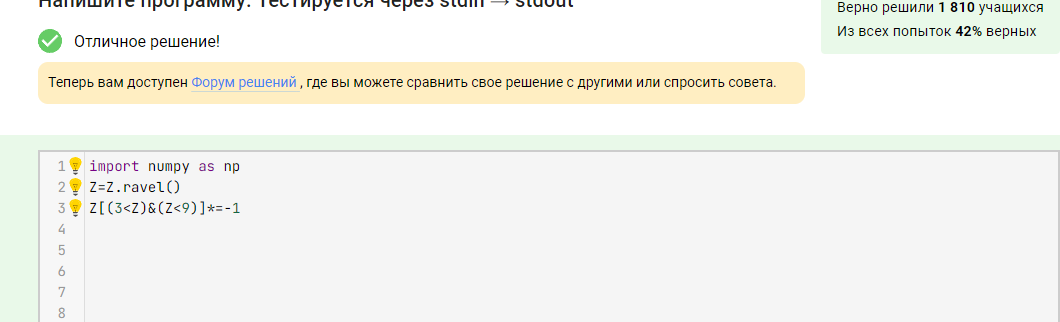 Напишите программу. Тестируется через stdin → stdout
Отличное решение!
Теперь вам доступен Форум решений , где вы можете сравнить свое решение с другими или спросить совета.
Верно решили 1 810 учащихся
Из всех попыток 42% верных
1 import numpy as np
2 Z=Z.ravel()
3 Z[(3<Z)&(Z<9)]*=-1
4
5
6
7
8